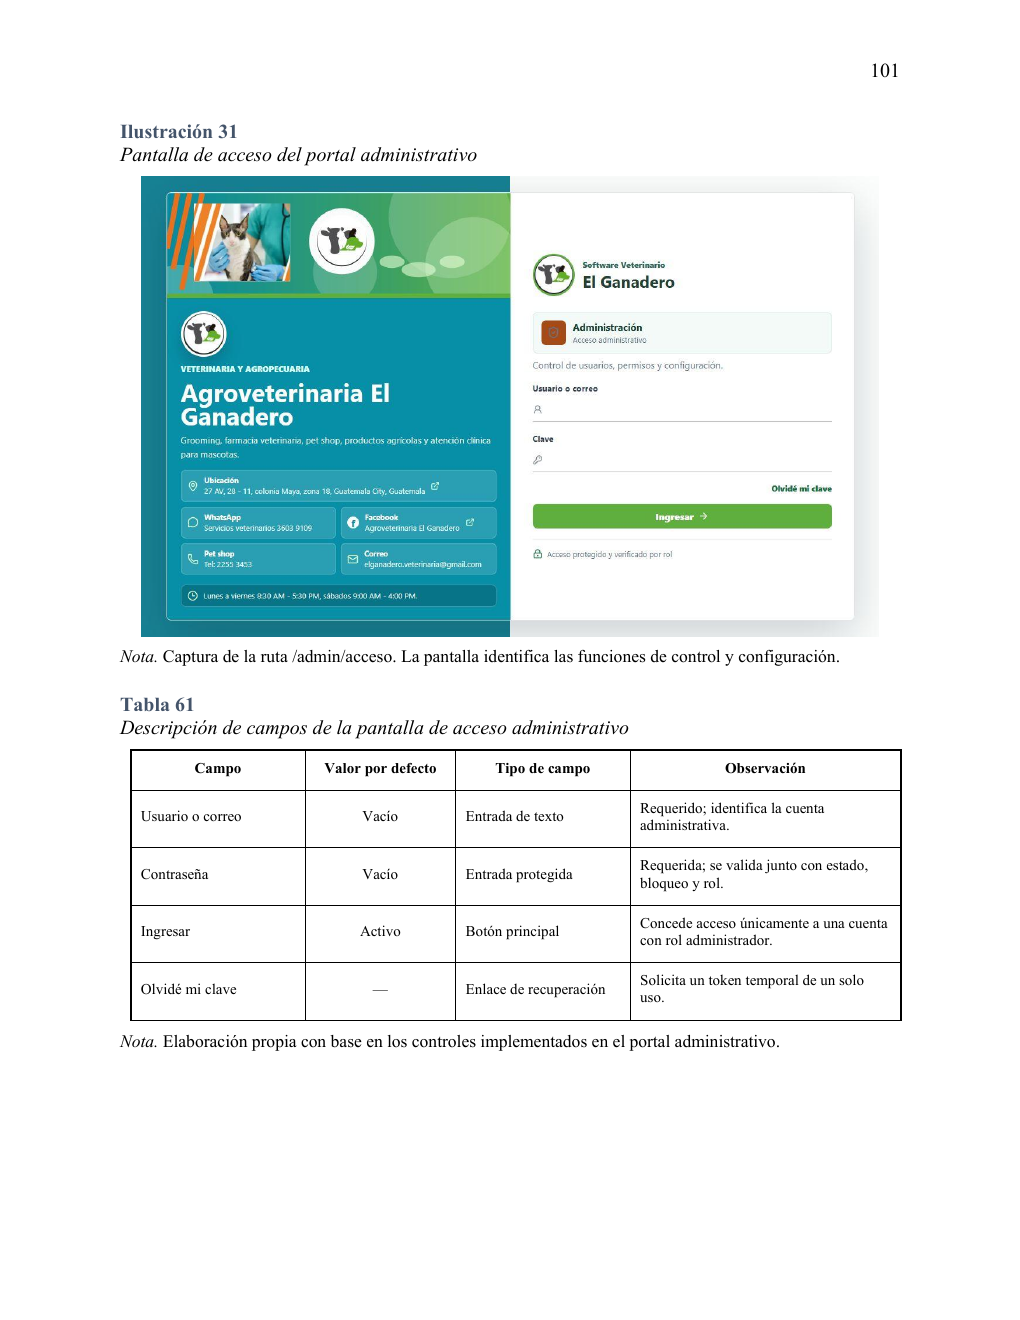 101
Ilustración 31
Pantalla de acceso del portal administrativo
VETERINARIA Y AGROPECUARIA
Agroveterinaria El
Ganadero
Grooming, farmacia veterinaria, pet shop, productos agrícolas y atención clínica
para mascotas.
Ubicación
27 AV, 28 - 11, colonia Maya, zona 18, Guatemala City, Guatemala
WhatsApp
Servicios veterinarios 3603 9109
Facebook
Agroveterinaria El Ganadero
Pet shop
Tel: 2255 3453
Correo
elganadero.veterinaria@gmail.com
Lunes a viernes 8:30 AM - 5:30 PM, sábados 9:00 AM - 4:00 PM.
Software Veterinario
El Ganadero
Administración
Acceso administrativo
Control de usuarios, permisos y configuración.
Usuario o correo
Clave
Olvidé mi clave
Ingresar
Acceso protegido y verificado por rol
Nota. Captura de la ruta /admin/acceso. La pantalla identifica las funciones de control y configuración.
Tabla 61
Descripción de campos de la pantalla de acceso administrativo
Campo Valor por defecto Tipo de campo Observación
Usuario o correo Vacío Entrada de texto Requerido; identifica la cuenta
administrativa.
Contraseña Vacío Entrada protegida Requerida; se valida junto con estado,
bloqueo y rol.
Ingresar Activo Botón principal Concede acceso únicamente a una cuenta
con rol administrador.
Olvidé mi clave — Enlace de recuperación Solicita un token temporal de un solo
uso.
Nota. Elaboración propia con base en los controles implementados en el portal administrativo.